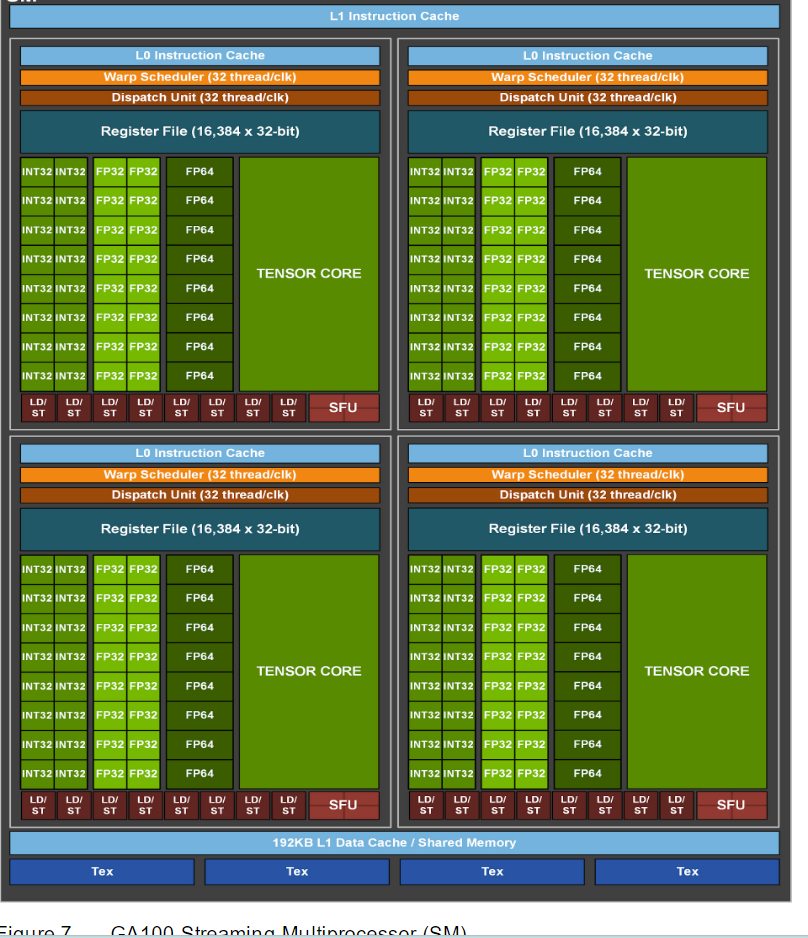 SM
L1 Instruction Cache
L0 Instruction Cache
Warp Scheduler (32 thread/clk)
Dispatch Unit (32 thread/clk)
Register File (16,384 x 32-bit)
INT32 INT32 FP32 FP32 FP64
INT32 INT32 FP32 FP32 FP64
INT32 INT32 FP32 FP32 FP64
INT32 INT32 FP32 FP32 FP64
INT32 INT32 FP32 FP32 FP64
INT32 INT32 FP32 FP32 FP64
INT32 INT32 FP32 FP32 FP64
INT32 INT32 FP32 FP32 FP64
TENSOR CORE
LD/ LD/ LD/ LD/ LD/ LD/ LD/ LD/
ST ST ST ST ST ST ST ST
SFU
L0 Instruction Cache
Warp Scheduler (32 thread/clk)
Dispatch Unit (32 thread/clk)
Register File (16,384 x 32-bit)
INT32 INT32 FP32 FP32 FP64
INT32 INT32 FP32 FP32 FP64
INT32 INT32 FP32 FP32 FP64
INT32 INT32 FP32 FP32 FP64
INT32 INT32 FP32 FP32 FP64
INT32 INT32 FP32 FP32 FP64
INT32 INT32 FP32 FP32 FP64
INT32 INT32 FP32 FP32 FP64
TENSOR CORE
LD/ LD/ LD/ LD/ LD/ LD/ LD/ LD/
ST ST ST ST ST ST ST ST
SFU
L0 Instruction Cache
Warp Scheduler (32 thread/clk)
Dispatch Unit (32 thread/clk)
Register File (16,384 x 32-bit)
INT32 INT32 FP32 FP32 FP64
INT32 INT32 FP32 FP32 FP64
INT32 INT32 FP32 FP32 FP64
INT32 INT32 FP32 FP32 FP64
INT32 INT32 FP32 FP32 FP64
INT32 INT32 FP32 FP32 FP64
INT32 INT32 FP32 FP32 FP64
INT32 INT32 FP32 FP32 FP64
TENSOR CORE
LD/ LD/ LD/ LD/ LD/ LD/ LD/ LD/
ST ST ST ST ST ST ST ST
SFU
L0 Instruction Cache
Warp Scheduler (32 thread/clk)
Dispatch Unit (32 thread/clk)
Register File (16,384 x 32-bit)
INT32 INT32 FP32 FP32 FP64
INT32 INT32 FP32 FP32 FP64
INT32 INT32 FP32 FP32 FP64
INT32 INT32 FP32 FP32 FP64
INT32 INT32 FP32 FP32 FP64
INT32 INT32 FP32 FP32 FP64
INT32 INT32 FP32 FP32 FP64
INT32 INT32 FP32 FP32 FP64
TENSOR CORE
LD/ LD/ LD/ LD/ LD/ LD/ LD/ LD/
ST ST ST ST ST ST ST ST
SFU
192KB L1 Data Cache / Shared Memory
Tex Tex Tex Tex
Figure 7. GA100 Streaming Multiprocessor (SM)